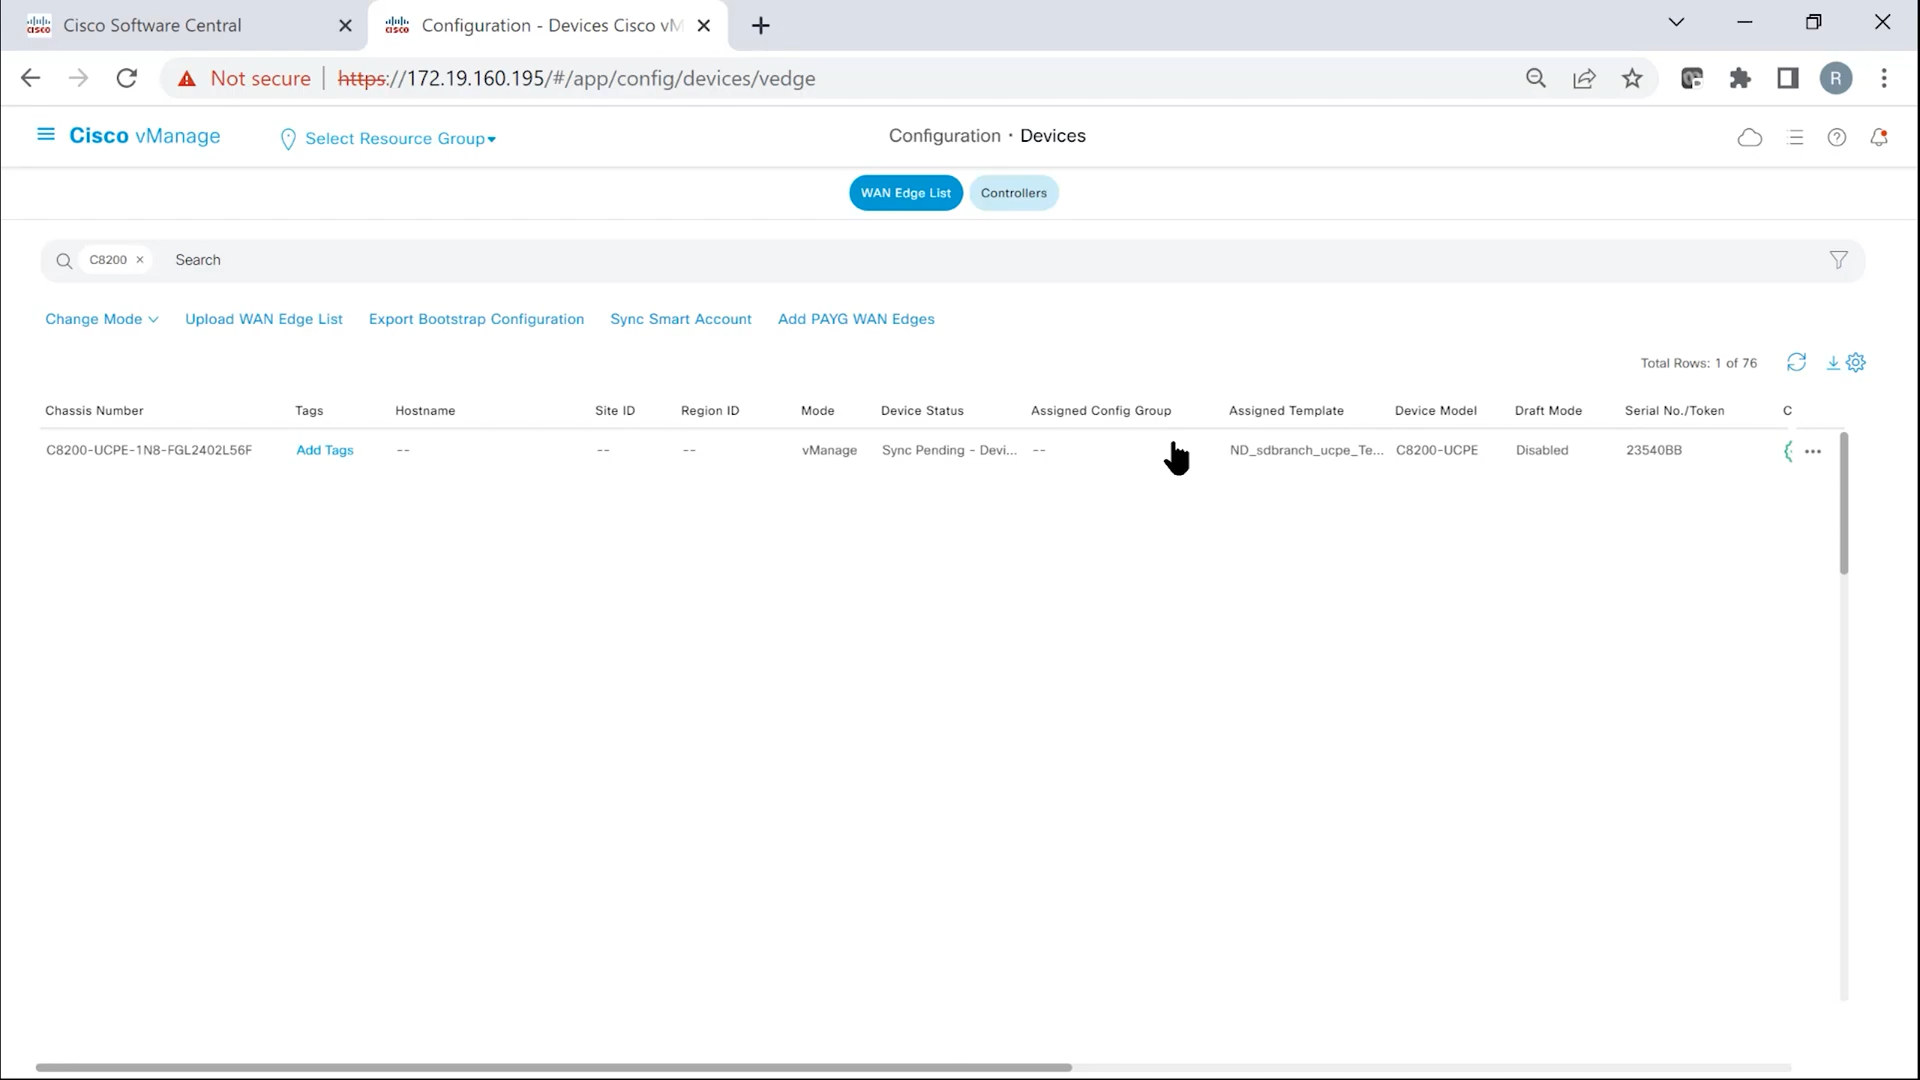 cisco Cisco Software Central
cisco Configuration - Devices Cisco vM
Not secure https://172.19.160.195/#/app/config/devices/vedge
R
Cisco vManage Select Resource Group
Configuration · Devices
WAN Edge List Controllers
C8200 × Search
Change Mode Upload WAN Edge List Export Bootstrap Configuration Sync Smart Account Add PAYG WAN Edges
Total Rows: 1 of 76
Chassis Number Tags Hostname Site ID Region ID Mode Device Status Assigned Config Group Assigned Template Device Model Draft Mode Serial No./Token C
C8200-UCPE-1N8-FGL2402L56F Add Tags -- -- -- vManage Sync Pending - Devi... -- ND_sdbranch_ucpe_Te... C8200-UCPE Disabled 23540BB